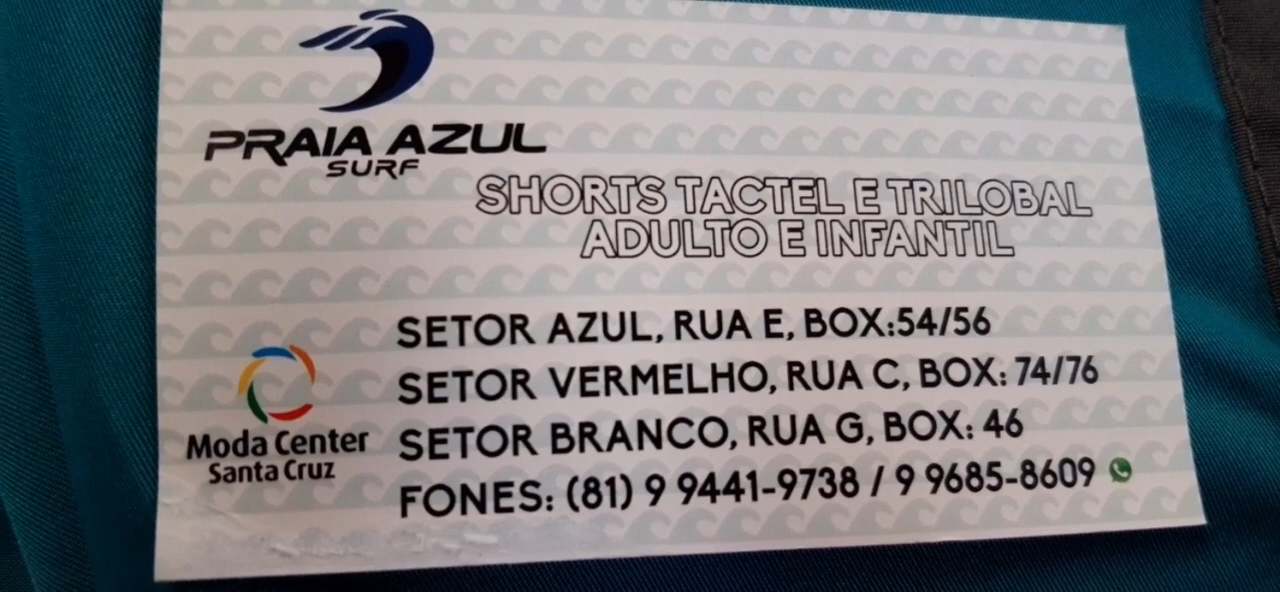 PRAIA AZUL
SURF
SHORTS TACTEL E TRILOBAL
ADULTO E INFANTIL
SETOR AZUL, RUA E, BOX:54/56
SETOR VERMELHO, RUA C, BOX: 74/76
SETOR BRANCO, RUA G, BOX: 46
FONES: (81) 9 9441-9738 / 9 9685-8609
Moda Center
Santa Cruz